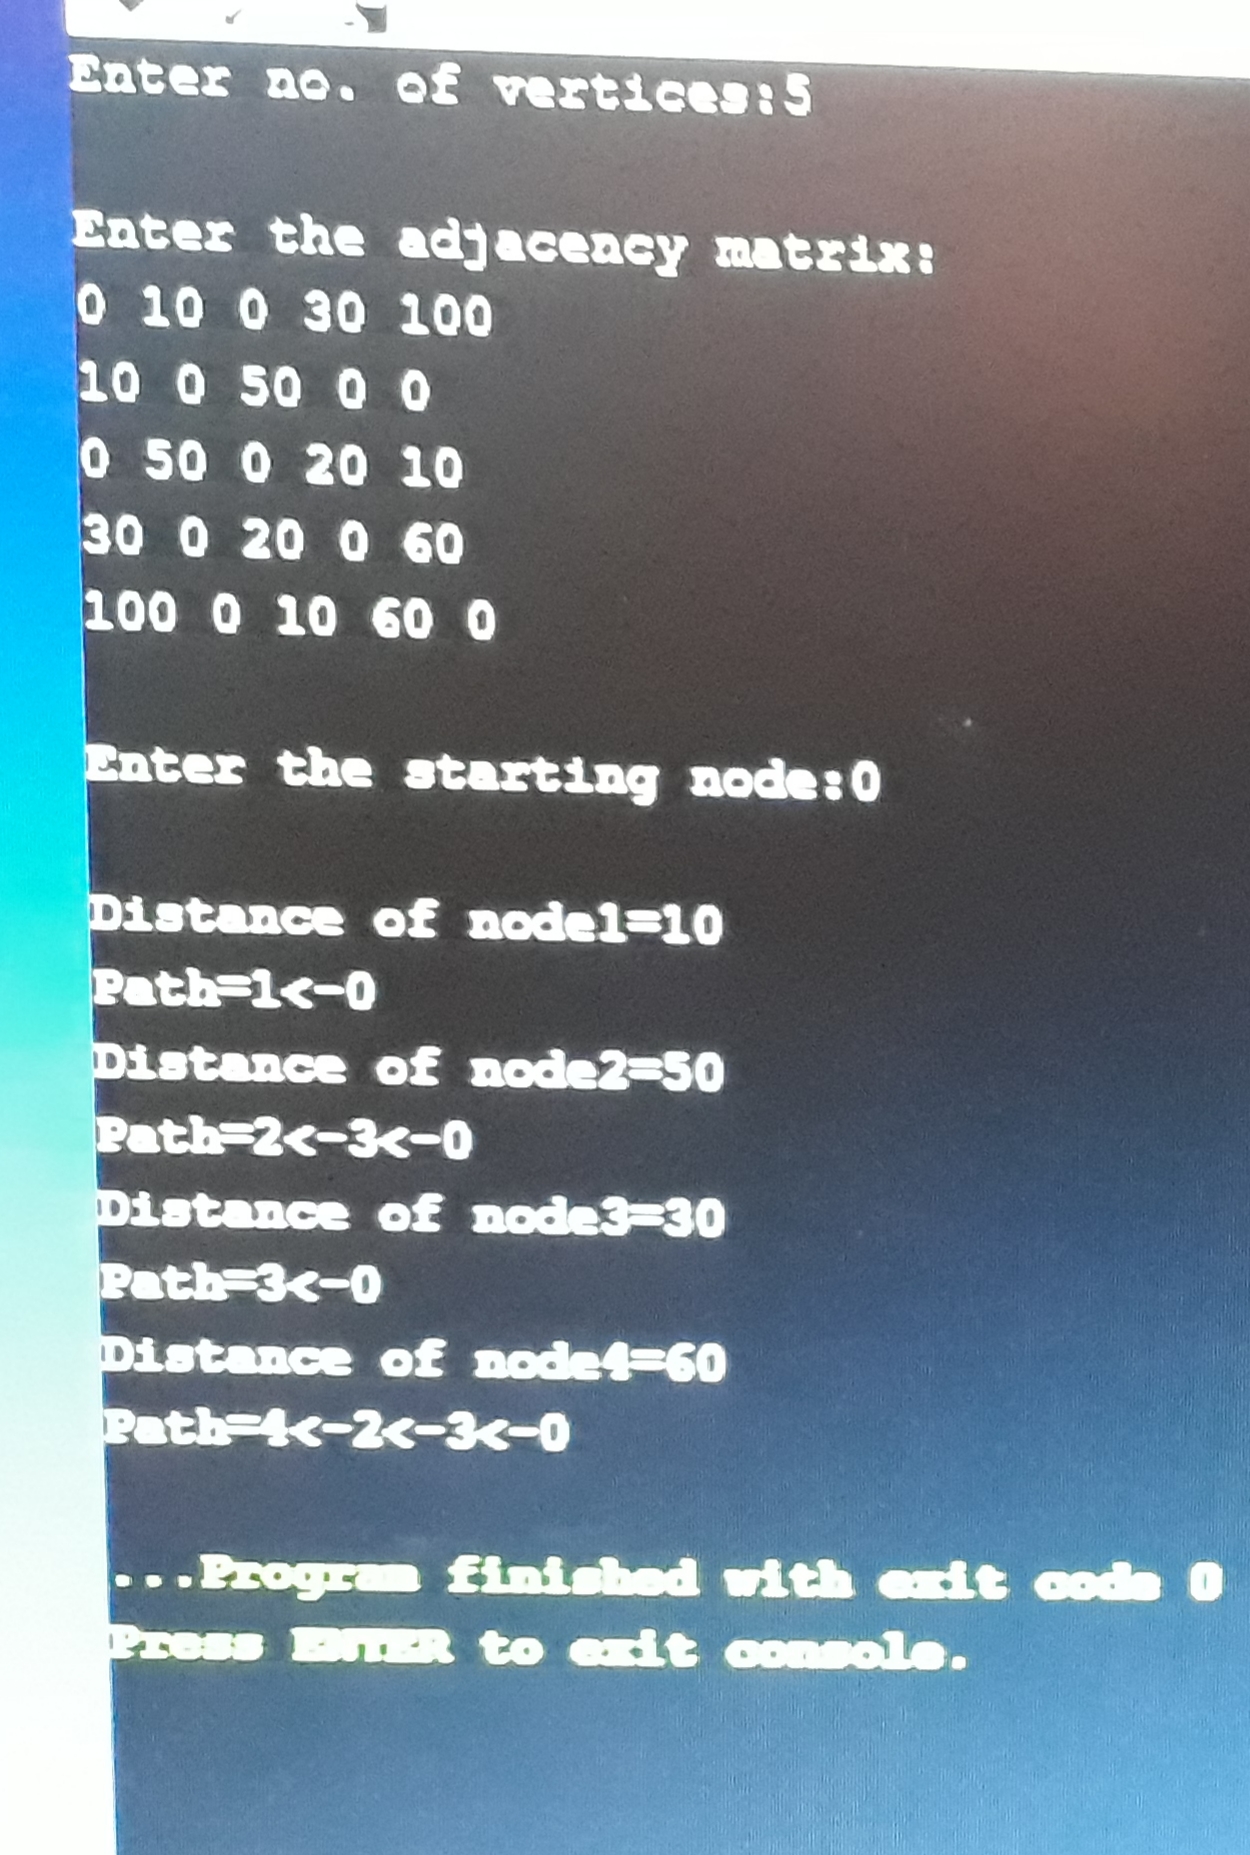 Enter no. of vertices:5
Enter the adjacency matrix:
0 10 0 30 100
10 0 50 0 0
0 50 0 20 10
30 0 20 0 60
100 0 10 60 0
Enter the starting node:0
Distance of node1=10
Path=1<-0
Distance of node2=50
Path=2<-3<-0
Distance of node3=30
Path=3<-0
Distance of node4=60
Path=4<-2<-3<-0
...Program finished with exit code 0
Press ENTER to exit console.